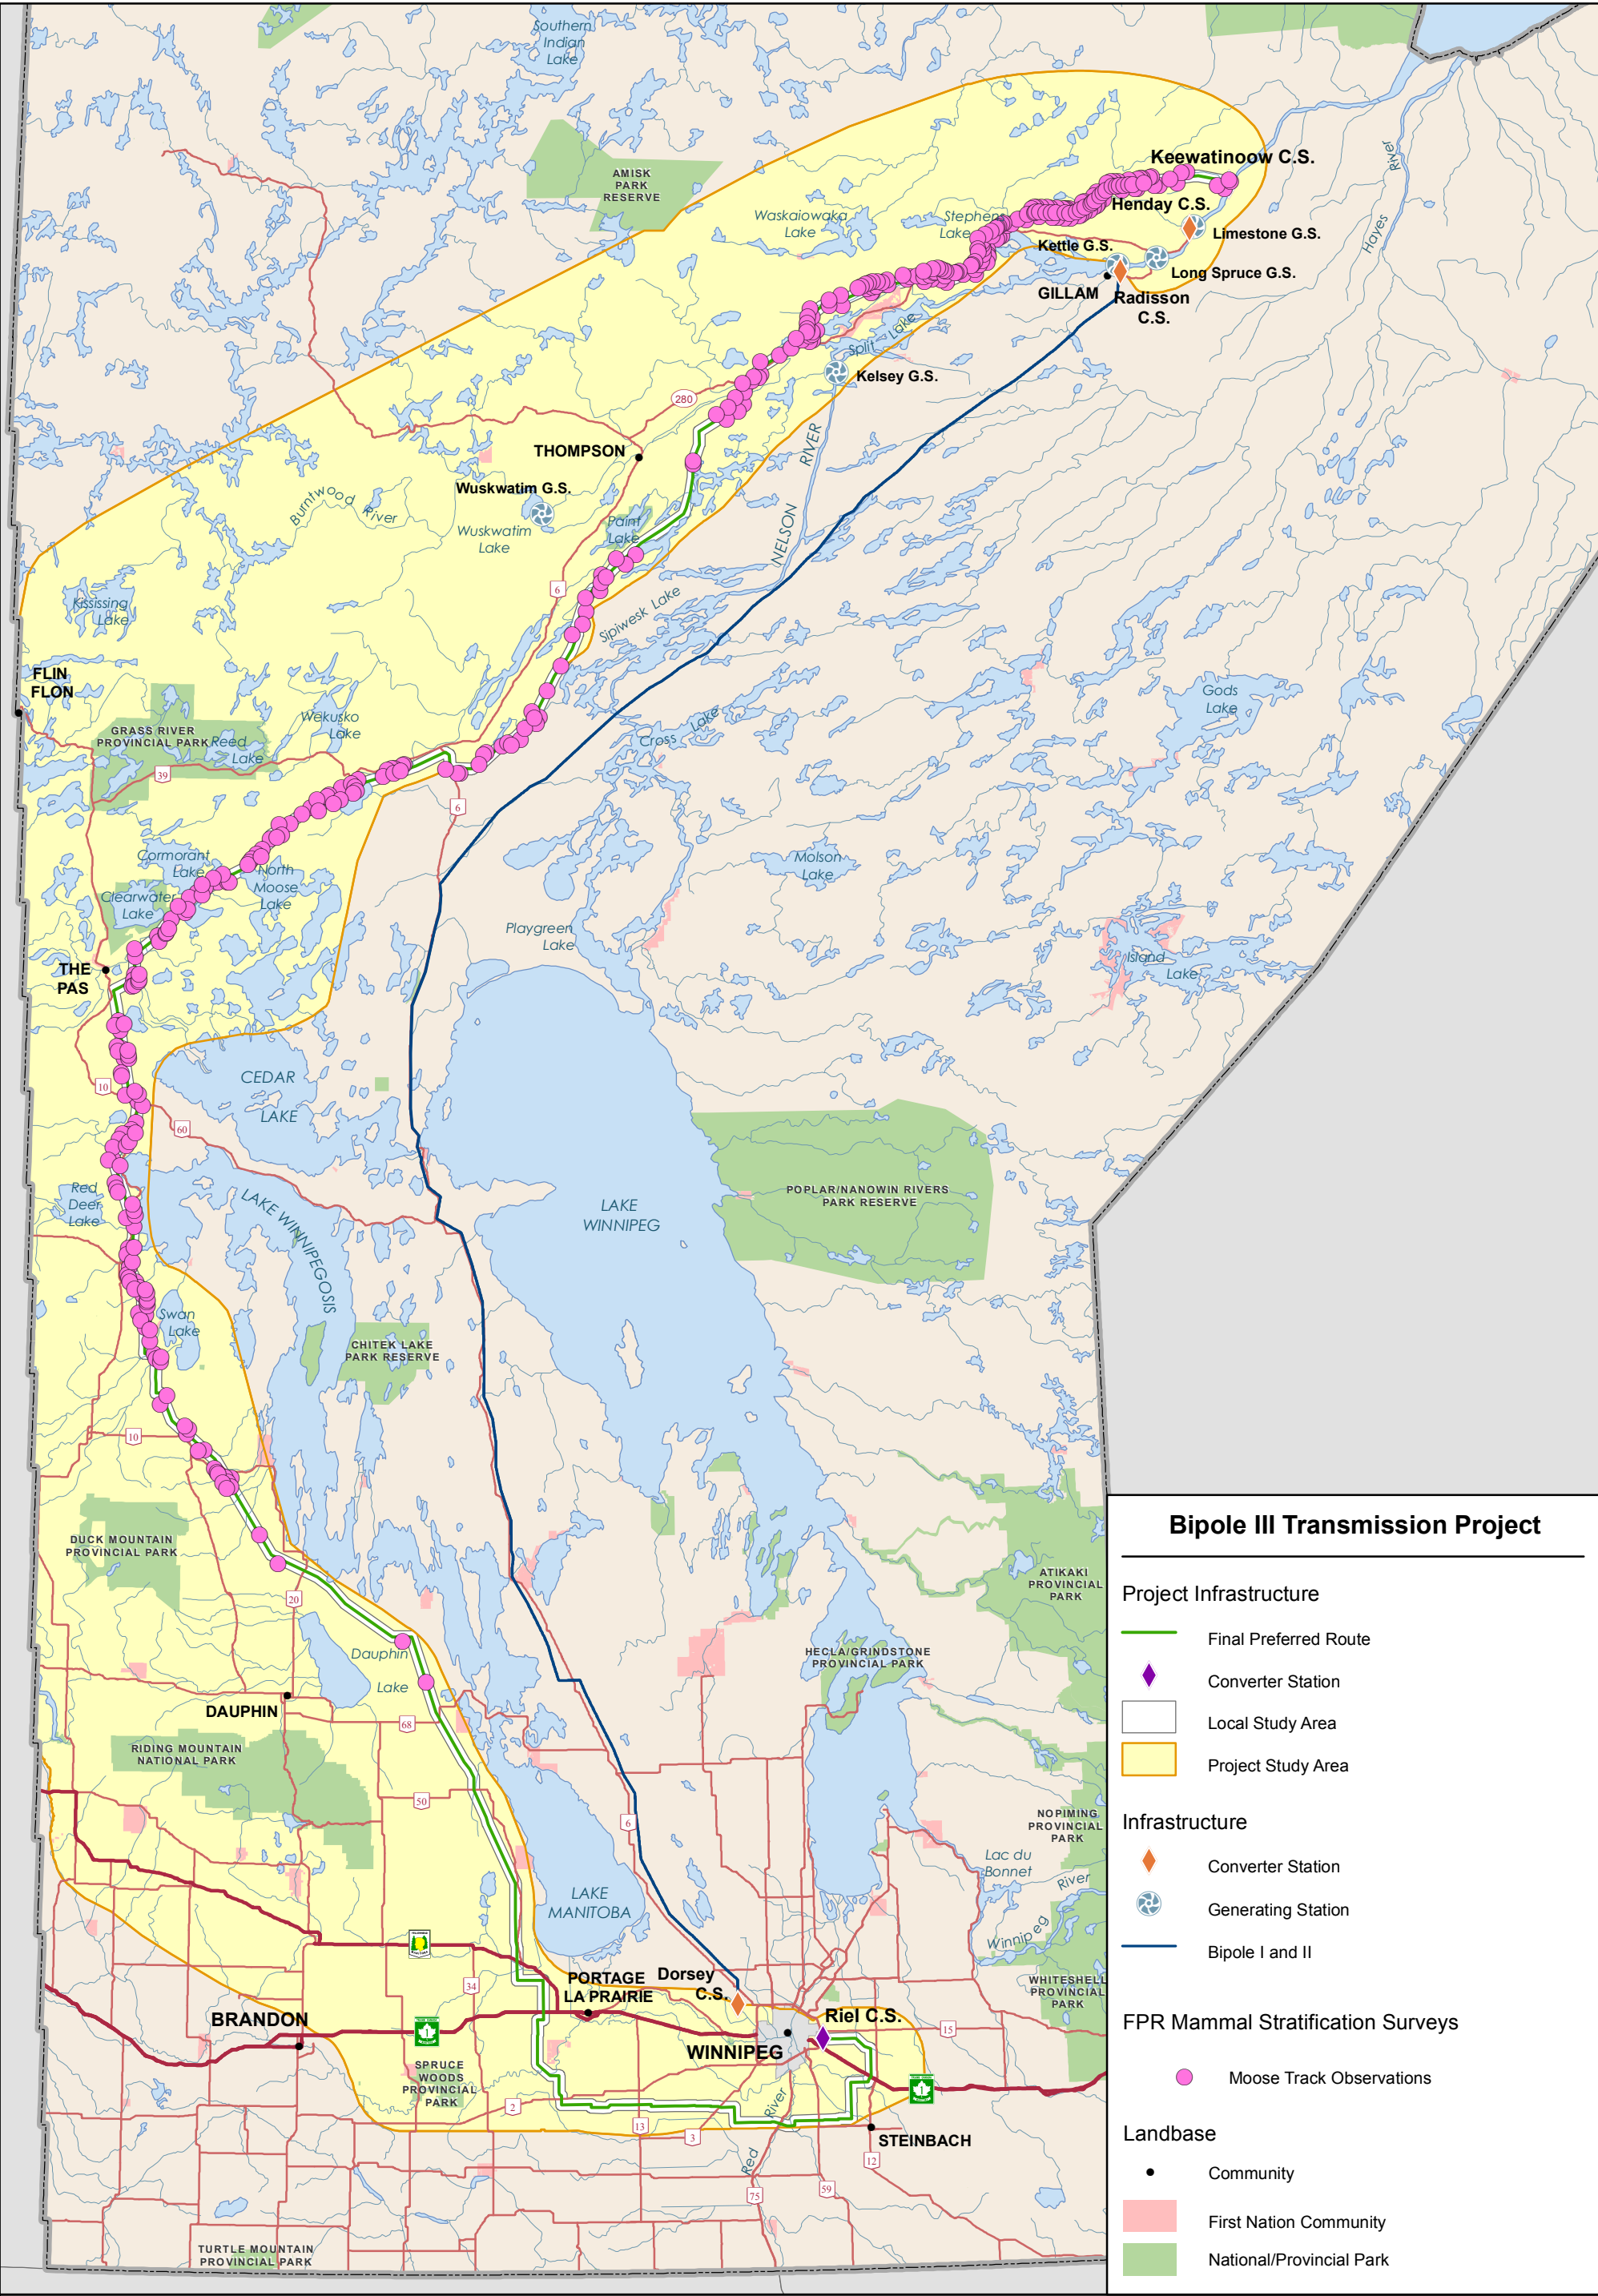 Southern
Indian
Lake
AMISK
PARK
RESERVE
Keewatinoow C.S.
River
Hayes
Waskaiowaka
Lake
Stephens
Lake
Henday C.S.
Limestone G.S.
Kettle G.S.
Long Spruce G.S.
GILLAM
Radisson
C.S.
Split Lake
Kelsey G.S.
280
THOMPSON
NELSON RIVER
Wuskwatim G.S.
Burntwood
River
Wuskwatim
Lake
Paint
Lake
6
Kississing
Lake
Sipiwesk Lake
FLIN
FLON
Gods
Lake
GRASS RIVER
PROVINCIAL PARK
Reed
Lake
Wekusko
Lake
Cross Lake
39
6
Cormorant
Lake
North
Moose
Lake
Clearwater
Lake
Molson
Lake
Playgreen
Lake
Island
Lake
THE
PAS
CEDAR
LAKE
10
60
Red
Deer
Lake
LAKE WINNIPEGOSIS
LAKE
WINNIPEG
POPLAR/NANOWIN RIVERS
PARK RESERVE
Swan
Lake
CHITEK LAKE
PARK RESERVE
10
DUCK MOUNTAIN
PROVINCIAL PARK
20
ATIKAKI
PROVINCIAL
PARK
Dauphin
Lake
HECLA/GRINDSTONE
PROVINCIAL PARK
DAUPHIN
68
RIDING MOUNTAIN
NATIONAL PARK
50
6
NOPIMING
PROVINCIAL
PARK
Lac du
Bonnet
River
Winnipeg
LAKE
MANITOBA
34
PORTAGE
LA PRAIRIE
Dorsey
C.S.
WHITESHELL
PROVINCIAL
PARK
BRANDON
1
Riel C.S.
15
WINNIPEG
1
SPRUCE
WOODS
PROVINCIAL
PARK
2
13
3
River
Red
STEINBACH
12
75
59
TURTLE MOUNTAIN
PROVINCIAL PARK
Bipole III Transmission Project
Project Infrastructure
Final Preferred Route
Converter Station
Local Study Area
Project Study Area
Infrastructure
Converter Station
Generating Station
Bipole I and II
FPR Mammal Stratification Surveys
Moose Track Observations
Landbase
Community
First Nation Community
National/Provincial Park